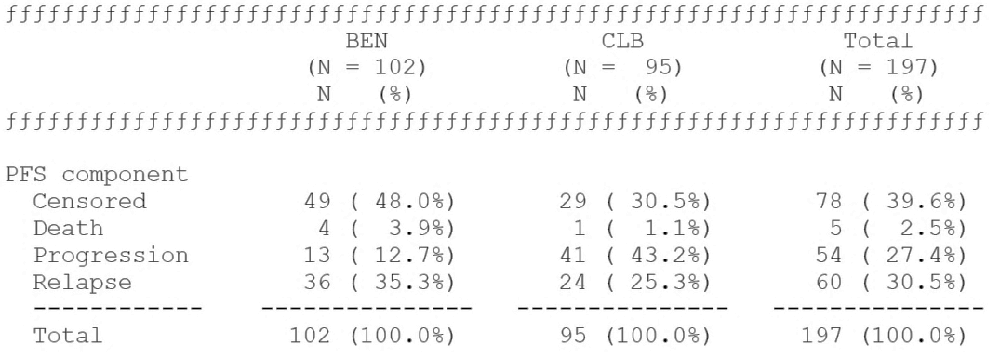 ƒƒƒƒƒƒƒƒƒƒƒƒƒƒƒƒƒƒƒƒƒƒƒƒƒƒƒƒƒƒƒƒƒƒƒƒƒƒƒƒƒƒƒƒƒƒƒƒƒƒƒƒƒƒƒƒƒƒƒƒƒƒƒƒƒƒƒƒƒƒ
BEN CLB Total
(N = 102) (N = 95) (N = 197)
N (%) N (%) N (%)
ƒƒƒƒƒƒƒƒƒƒƒƒƒƒƒƒƒƒƒƒƒƒƒƒƒƒƒƒƒƒƒƒƒƒƒƒƒƒƒƒƒƒƒƒƒƒƒƒƒƒƒƒƒƒƒƒƒƒƒƒƒƒƒƒƒƒƒƒƒƒ
PFS component
Censored 49 ( 48.0%) 29 ( 30.5%) 78 ( 39.6%)
Death 4 ( 3.9%) 1 ( 1.1%) 5 ( 2.5%)
Progression 13 ( 12.7%) 41 ( 43.2%) 54 ( 27.4%)
Relapse 36 ( 35.3%) 24 ( 25.3%) 60 ( 30.5%)
------------ --------------- --------------- ---------------
Total 102 (100.0%) 95 (100.0%) 197 (100.0%)